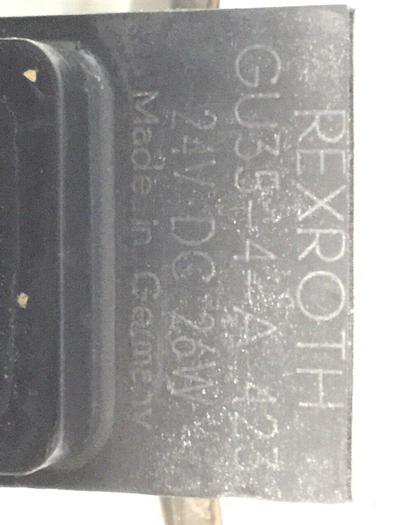 REXROTH
GU35-4-A 423
24V DC 26W
Made in Germany